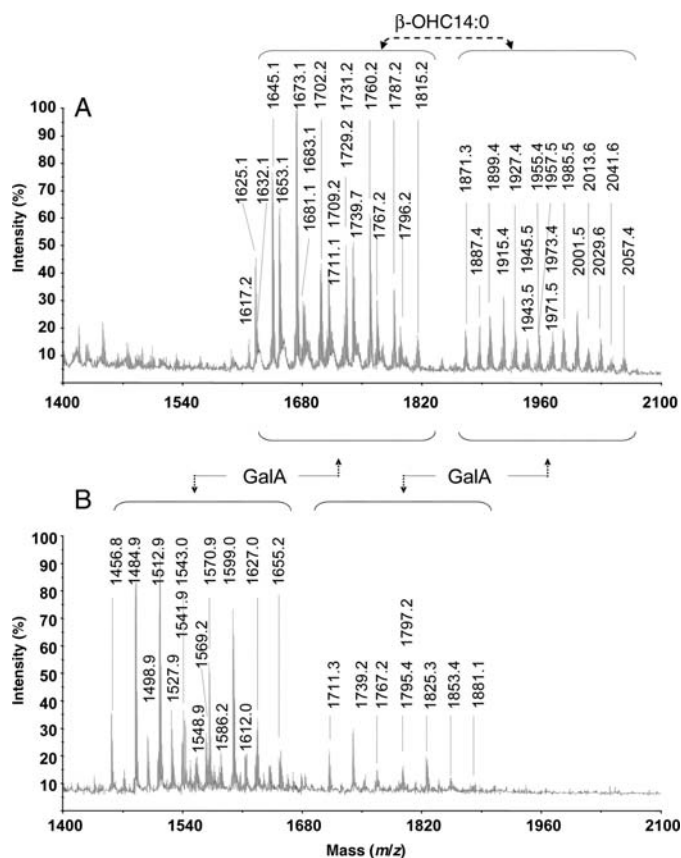 β-OHC14:0
A
1645.1 1673.1 1702.2 1731.2 1760.2 1787.2 1815.2
1625.1 1632.1 1653.1 1683.1 1729.2
1617.2 1681.1 1709.2 1711.1 1739.7 1767.2 1796.2
1871.3 1899.4 1927.4 1955.4 1957.5 1985.5 2013.6 2041.6
1887.4 1915.4 1945.5 1973.4 2001.5 2029.6 2057.4
1943.5 1971.5
Intensity (%)
100
90
80
70
60
50
40
30
20
10
1400 1540 1680 1820 1960 2100
GalA GalA
B
1456.8 1484.9 1512.9 1543.0 1570.9 1599.0 1627.0 1655.2
1541.9 1569.2
1498.9 1527.9 1548.9 1586.2 1612.0
1797.2
1711.3 1739.2 1767.2 1795.4 1825.3 1853.4 1881.1
Intensity (%)
100
90
80
70
60
50
40
30
20
10
1400 1540 1680 1820 1960 2100
Mass (m/z)